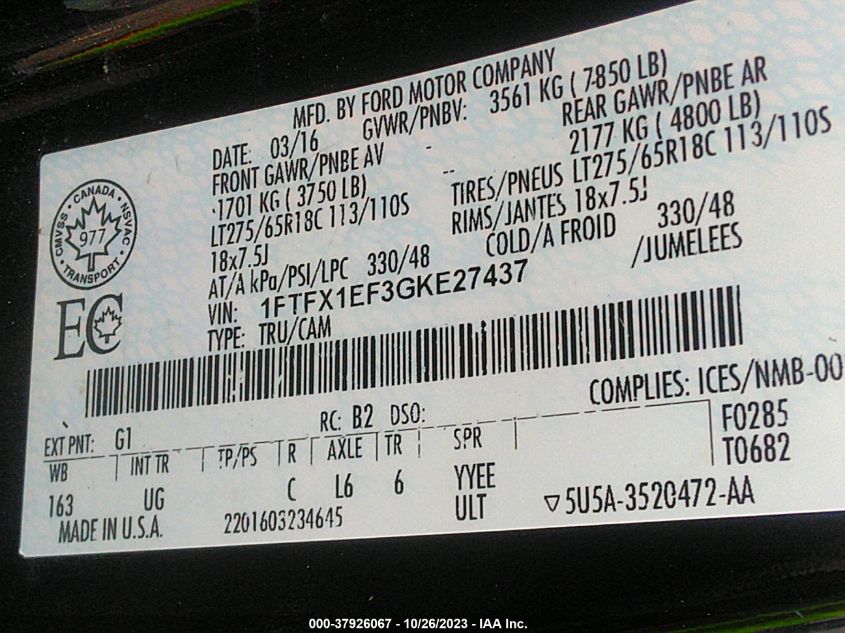 MFD. BY FORD MOTOR COMPANY
DATE: 03/16 GVWR/PNBV: 3561 KG ( 7850 LB)
FRONT GAWR/PNBE AV - REAR GAWR/PNBE AR
1701 KG ( 3750 LB) -- 2177 KG ( 4800 LB)
LT275/65R18C 113/110S TIRES/PNEUS LT275/65R18C 113/110S
18x7.5J RIMS/JANTES 18x7.5J
AT/A kPa/PSI/LPC 330/48 COLD/A FROID 330/48
VIN: 1FTFX1EF3GKE27437 /JUMELEES
TYPE: TRU/CAM
CMVSS · CANADA · NSVAC
977
· TRANSPORT ·
EC
COMPLIES: ICES/NMB-00
EXT PNT: G1 RC: B2 DSO: F0285
WB INT TR TP/PS R AXLE TR SPR T0682
163 UG C L6 6 YYEE
MADE IN U.S.A. 2201603234645 ULT ▽5U5A-3520472-AA
000-37926067 - 10/26/2023 - IAA Inc.